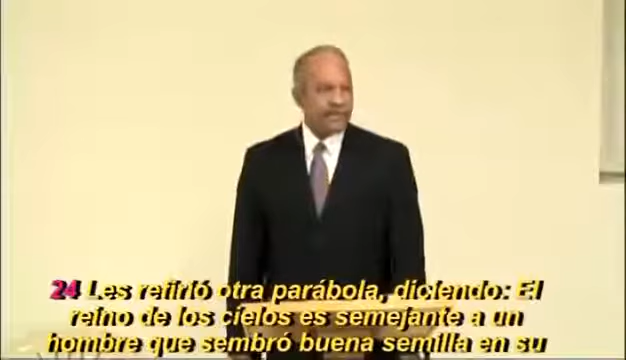 24 Les refirió otra parábola, diciendo: El
reino de los cielos es semejante a un
hombre que sembró buena semilla en su